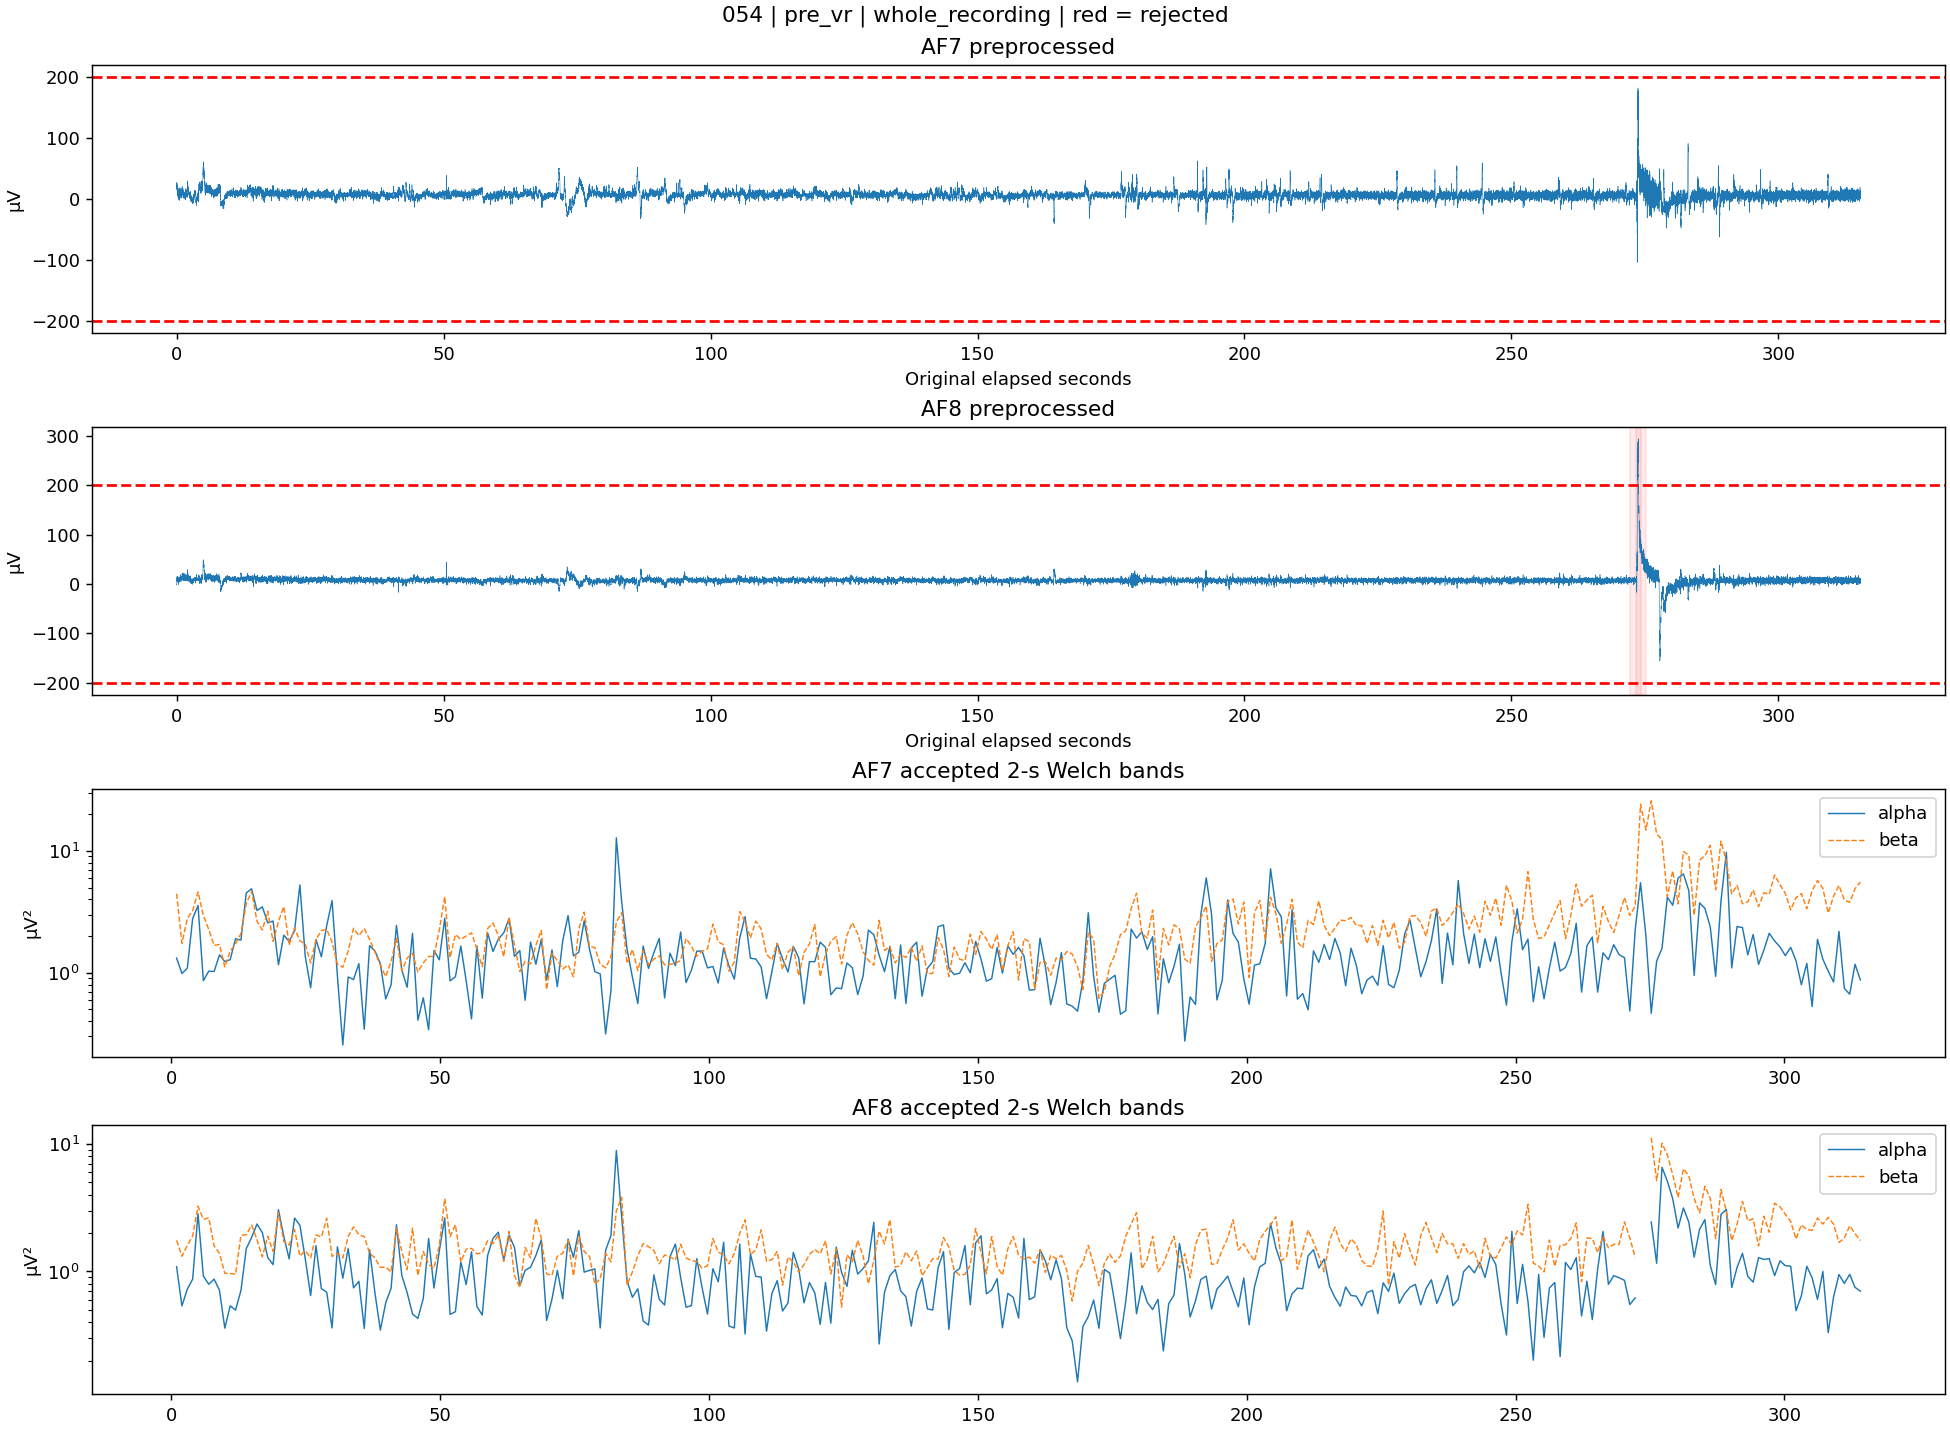 054 | pre_vr | whole_recording | red = rejected
AF7 preprocessed
200
100
0
−100
−200
µV
0 50 100 150 200 250 300
Original elapsed seconds
AF8 preprocessed
300
200
100
0
−100
−200
µV
0 50 100 150 200 250 300
Original elapsed seconds
AF7 accepted 2-s Welch bands
10¹
10⁰
µV²
alpha
beta
0 50 100 150 200 250 300
AF8 accepted 2-s Welch bands
10¹
10⁰
µV²
alpha
beta
0 50 100 150 200 250 300